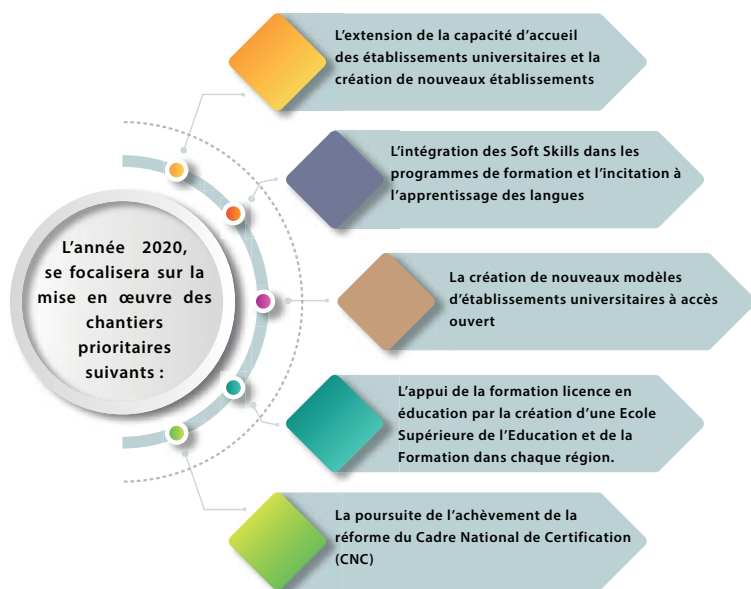 L'année 2020,
se focalisera sur la
mise en œuvre des
chantiers
prioritaires
suivants :
L'extension de la capacité d'accueil
des établissements universitaires et la
création de nouveaux établissements
L'intégration des Soft Skills dans les
programmes de formation et l'incitation à
l'apprentissage des langues
La création de nouveaux modèles
d'établissements universitaires à accès
ouvert
L'appui de la formation licence en
éducation par la création d'une Ecole
Supérieure de l'Education et de la
Formation dans chaque région.
La poursuite de l'achèvement de la
réforme du Cadre National de Certification
(CNC)